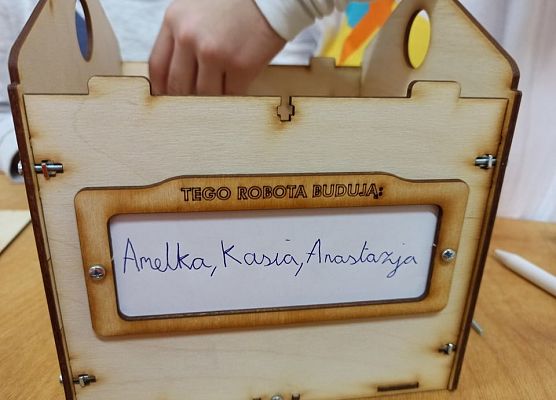 TEGO ROBOTA BUDUJĄ:
Amelka, Kasia, Anastazja